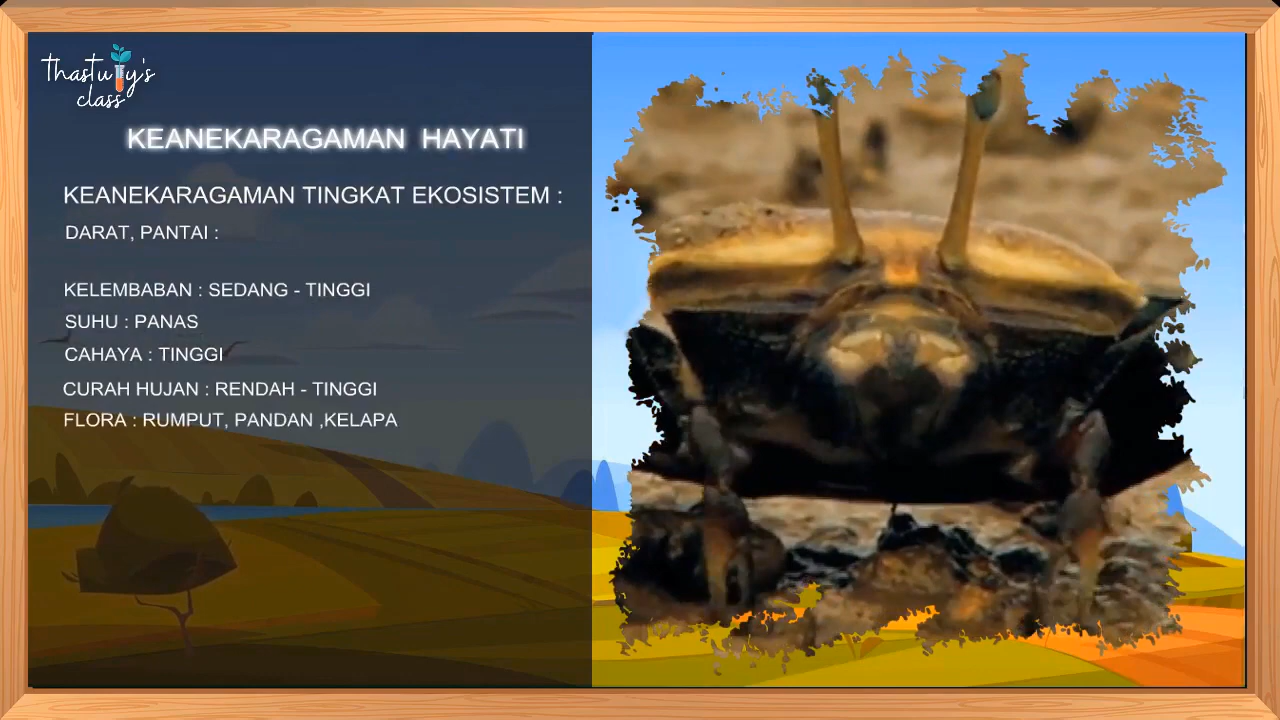 Thastudy's
class
KEANEKARAGAMAN HAYATI
KEANEKARAGAMAN TINGKAT EKOSISTEM :
DARAT, PANTAI :
KELEMBABAN : SEDANG - TINGGI
SUHU : PANAS
CAHAYA : TINGGI
CURAH HUJAN : RENDAH - TINGGI
FLORA : RUMPUT, PANDAN ,KELAPA